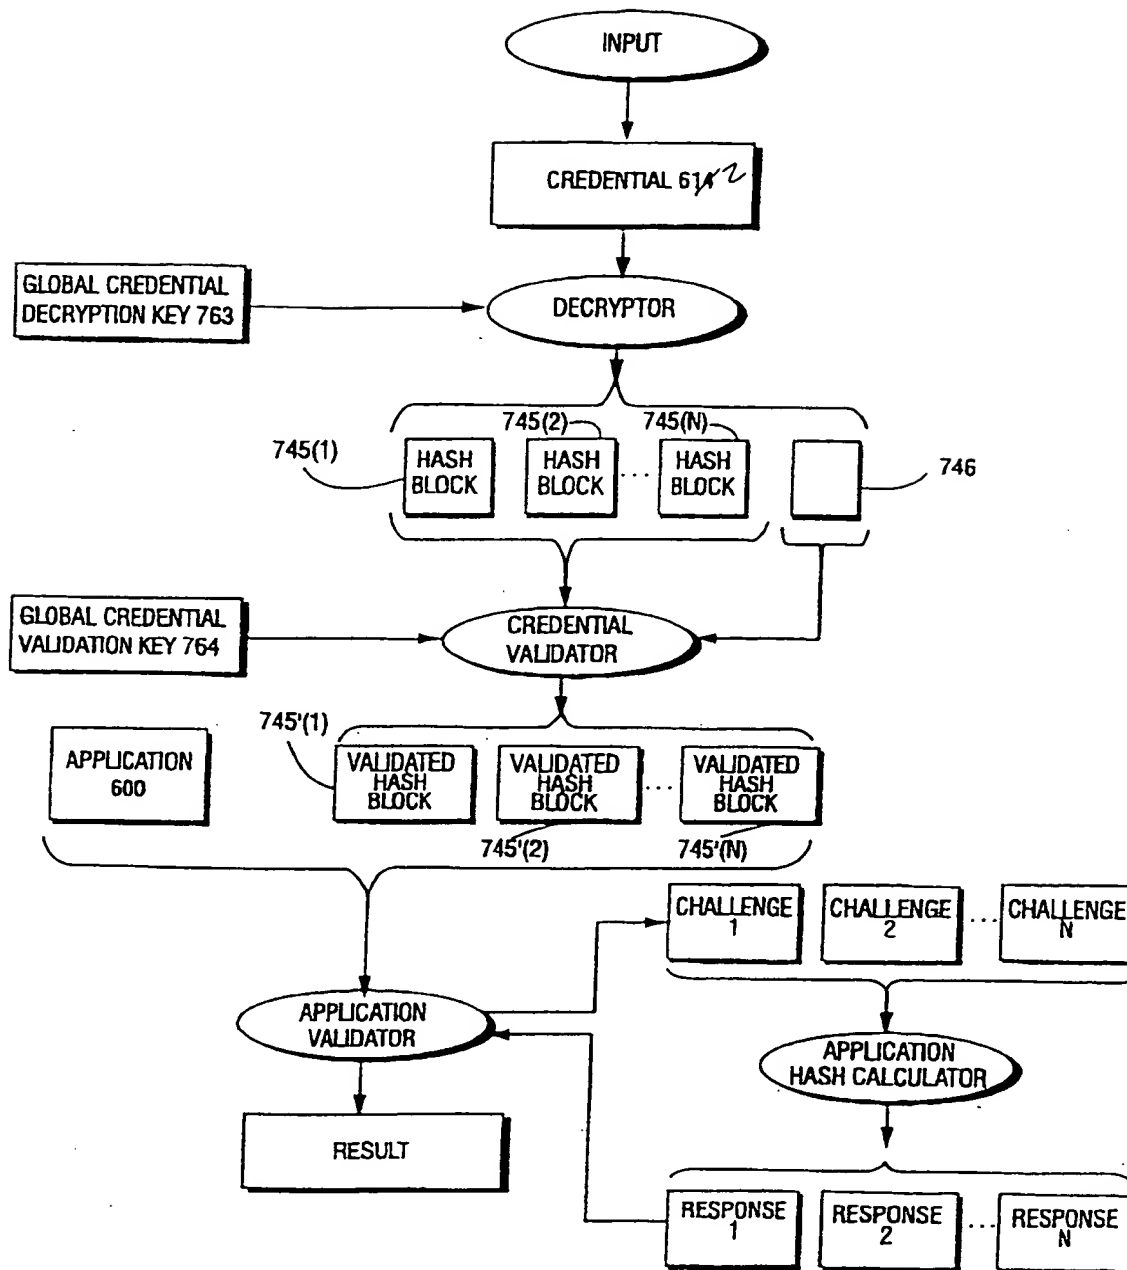 INPUT
CREDENTIAL 614 2
GLOBAL CREDENTIAL
DECRYPTION KEY 763
DECRYPTOR
745(1)
745(2)
745(N)
HASH
BLOCK
HASH
BLOCK
...
HASH
BLOCK
746
GLOBAL CREDENTIAL
VALIDATION KEY 764
CREDENTIAL
VALIDATOR
745'(1)
APPLICATION
600
VALIDATED
HASH
BLOCK
VALIDATED
HASH
BLOCK
...
VALIDATED
HASH
BLOCK
745'(2)
745'(N)
CHALLENGE
1
CHALLENGE
2
...
CHALLENGE
N
APPLICATION
VALIDATOR
APPLICATION
HASH CALCULATOR
RESULT
RESPONSE
1
RESPONSE
2
...
RESPONSE
N